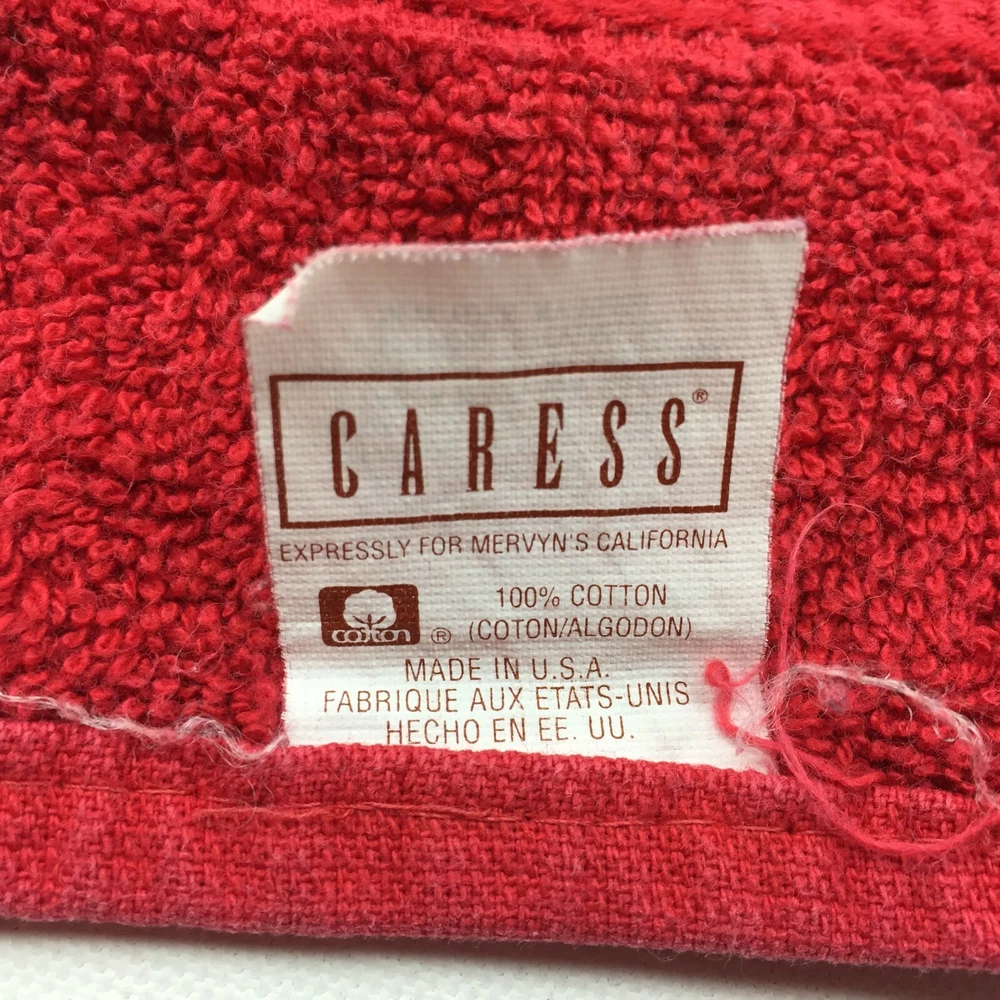 CARESS®
EXPRESSLY FOR MERVYN'S CALIFORNIA
cotton ®
100% COTTON
(COTON/ALGODON)
MADE IN U.S.A.
FABRIQUE AUX ETATS-UNIS
HECHO EN EE. UU.